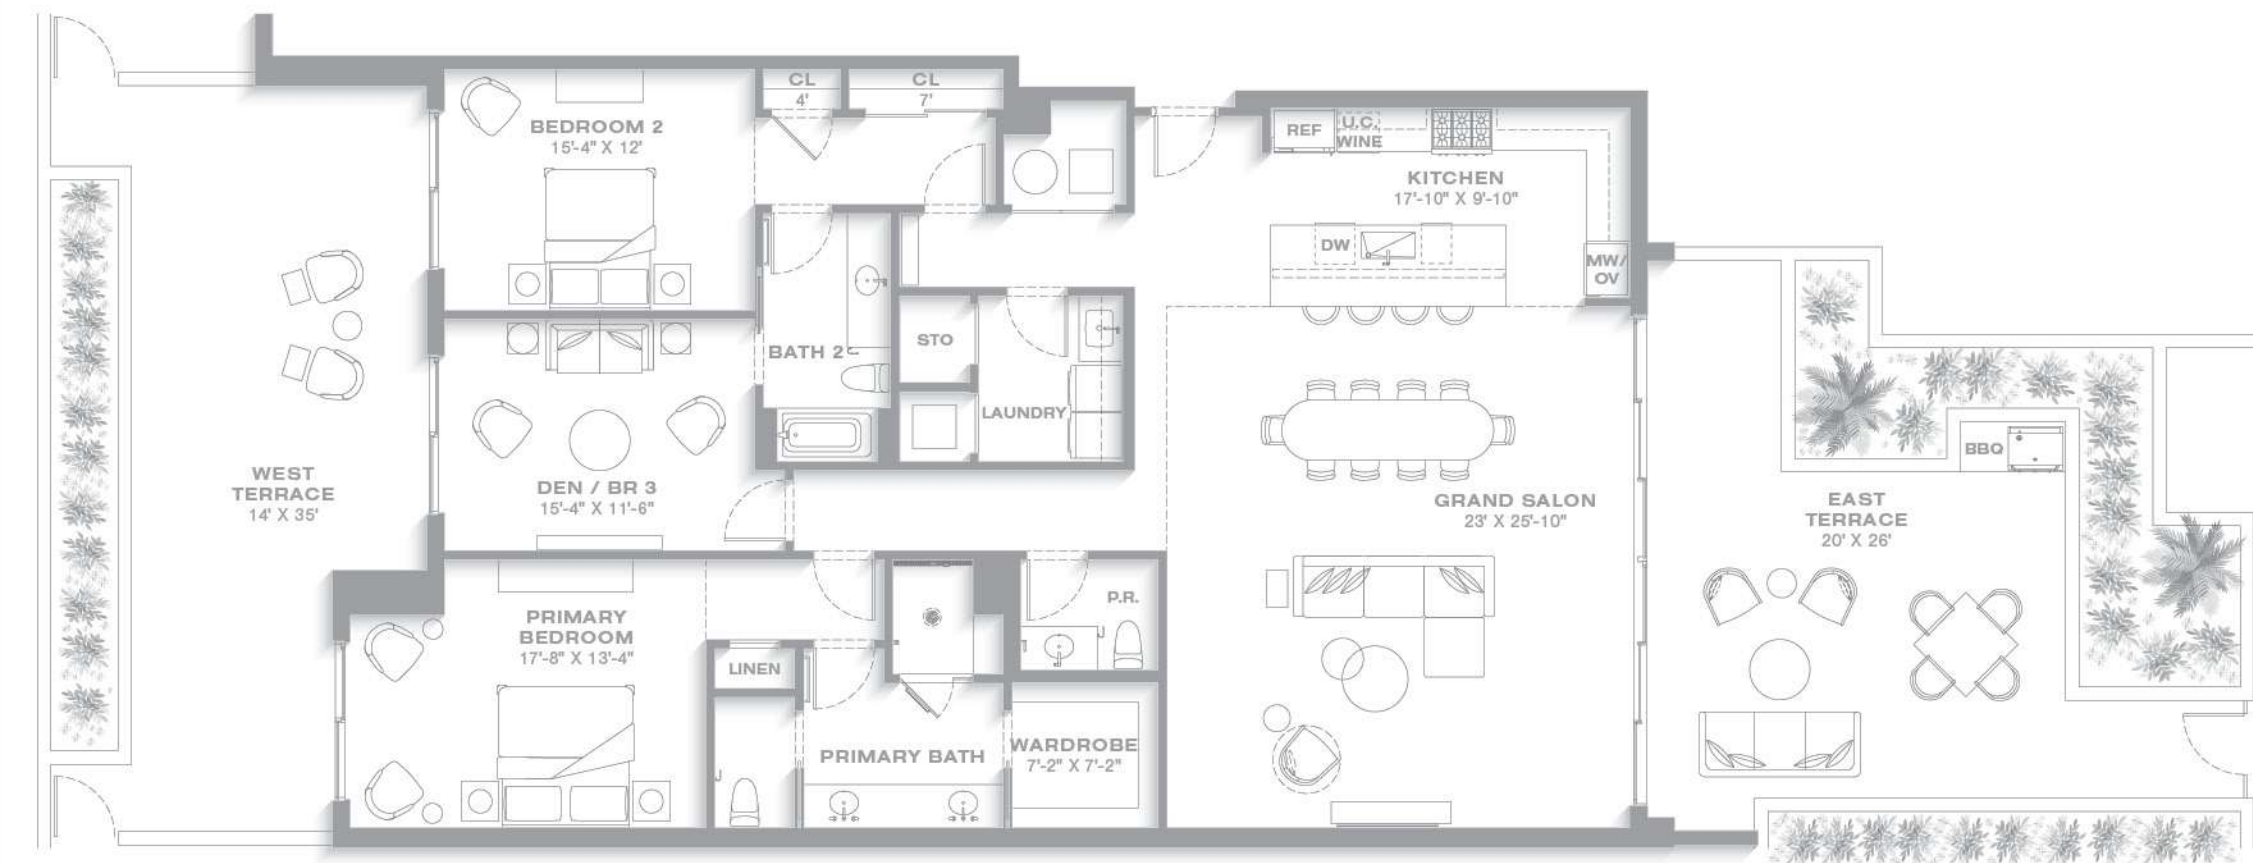 CL
4'
CL
7'
BEDROOM 2
15'-4" X 12'
REF
U.C.
WINE
KITCHEN
17'-10" X 9'-10"
DW
MW/
OV
BATH 2
STO
LAUNDRY
WEST
TERRACE
14' X 35'
DEN / BR 3
15'-4" X 11'-6"
GRAND SALON
23' X 25'-10"
BBQ
EAST
TERRACE
20' X 26'
PRIMARY
BEDROOM
17'-8" X 13'-4"
P.R.
LINEN
PRIMARY BATH
WARDROBE
7'-2" X 7'-2"